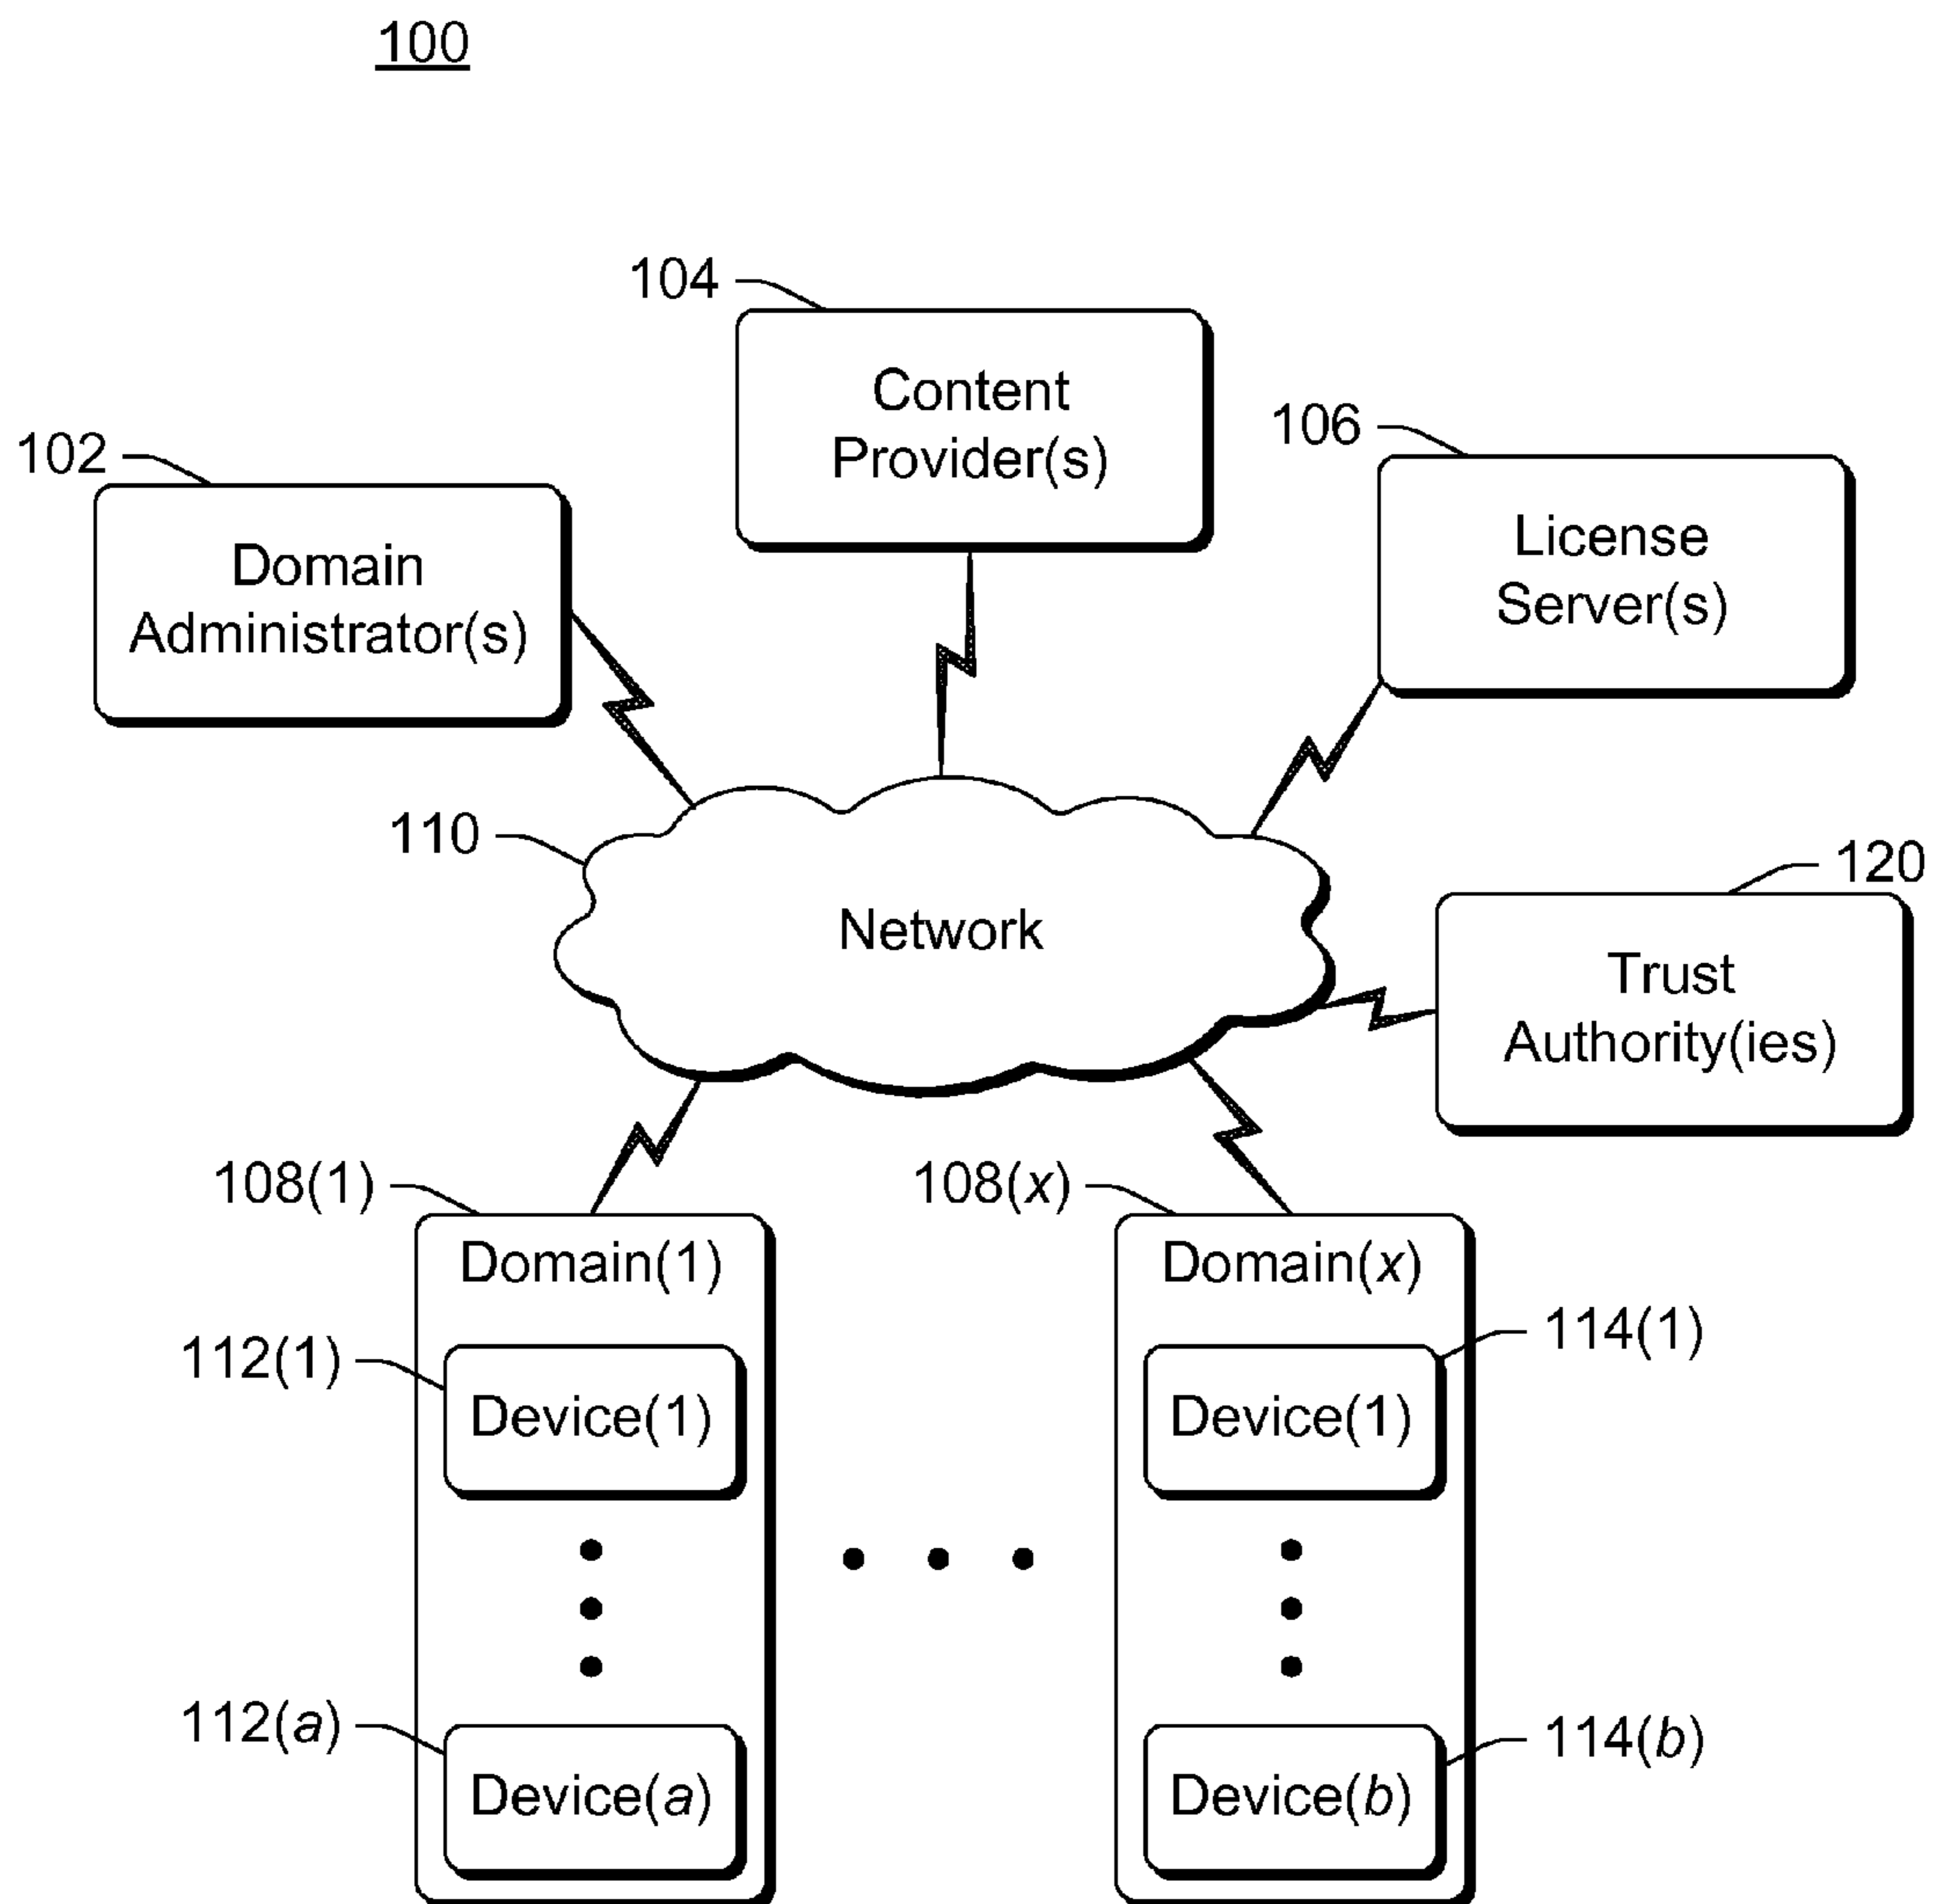 100
104
Content
Provider(s)
106
102
License
Server(s)
Domain
Administrator(s)
110
120
Network
Trust
Authority(ies)
108(1)
108(x)
Domain(1)
Domain(x)
112(1)
114(1)
Device(1)
Device(1)
112(a)
114(b)
Device(a)
Device(b)